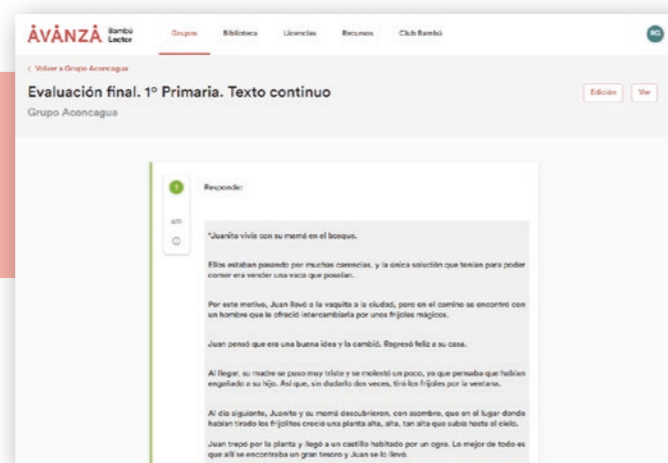 ÁVÁNZÁ Bambú
Lector
Grupos Biblioteca Licencias Recursos Club Bambú
RG
< Volver a Grupo Aconcagua
Evaluación final. 1º Primaria. Texto continuo
Edición Ver
Grupo Aconcagua
1 Responde:
"Juanito vivía con su mamá en el bosque.
Ellos estaban pasando por muchas carencias, y la única solución que tenían para poder
comer era vender una vaca que poseían.
Por este motivo, Juan llevó a la vaquita a la ciudad, pero en el camino se encontró con
un hombre que le ofreció intercambiarla por unos frijoles mágicos.
Juan pensó que era una buena idea y la cambió. Regresó feliz a su casa.
Al llegar, su madre se puso muy triste y se molestó un poco, ya que pensaba que habían
engañado a su hijo. Así que, sin dudarlo dos veces, tiró los frijoles por la ventana.
Al día siguiente, Juanito y su mamá descubrieron, con asombro, que en el lugar donde
habían tirado los frijolitos creció una planta alta, alta, tan alta que subía hasta el cielo.
Juan trepó por la planta y llegó a un castillo habitado por un ogro. Lo mejor de todo es
que allí se encontraba un gran tesoro y Juan se lo llevó.